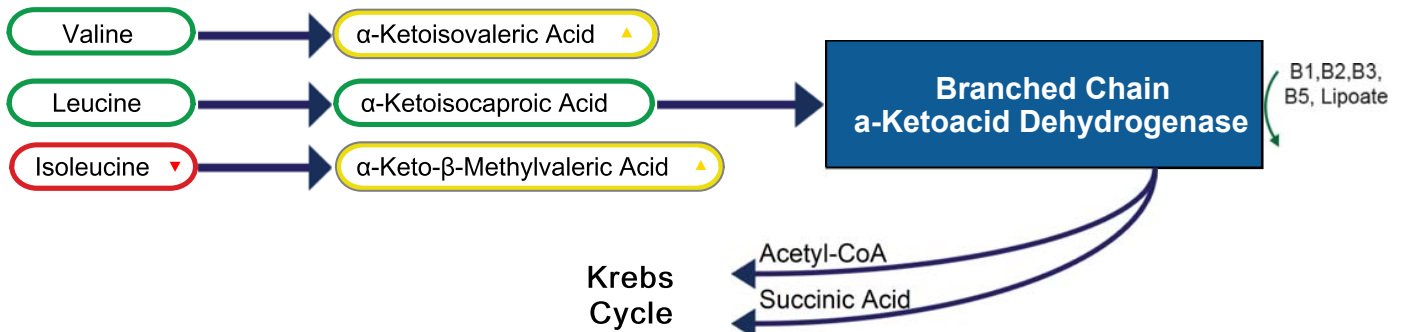 Valine
α-Ketoisovaleric Acid
Leucine
α-Ketoisocaproic Acid
Isoleucine
α-Keto-β-Methylvaleric Acid
Branched Chain
a-Ketoacid Dehydrogenase
B1,B2,B3,
B5, Lipoate
Acetyl-CoA
Succinic Acid
Krebs
Cycle